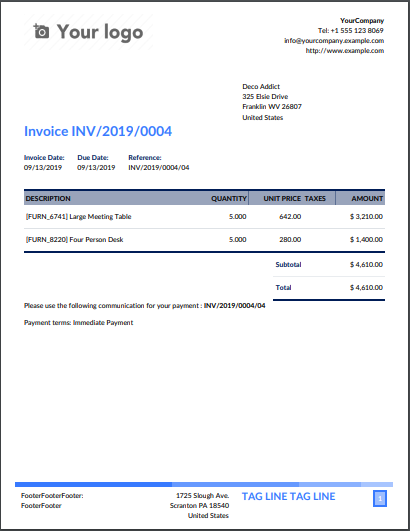 Your logo
YourCompany
Tel: +1 555 123 8069
info@yourcompany.example.com
http://www.example.com
Deco Addict
325 Elsie Drive
Franklin WV 26807
United States
Invoice INV/2019/0004
Invoice Date: Due Date: Reference:
09/13/2019 09/13/2019 INV/2019/0004/04
DESCRIPTION QUANTITY UNIT PRICE TAXES AMOUNT
[FURN_6741] Large Meeting Table 5.000 642.00 $ 3,210.00
[FURN_8220] Four Person Desk 5.000 280.00 $ 1,400.00
Subtotal $ 4,610.00
Total $ 4,610.00
Please use the following communication for your payment : INV/2019/0004/04
Payment terms: Immediate Payment
FooterFooterFooter: 1725 Slough Ave. TAG LINE TAG LINE 1
FooterFooter Scranton PA 18540
United States